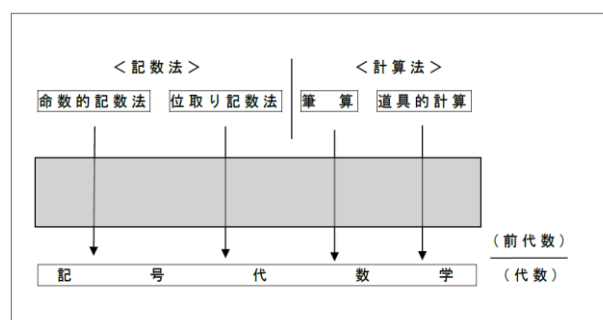 ＜記数法＞ ＜計算法＞
命数的記数法 位取り記数法 筆算 道具的計算
(前代数)
記号代数学
(代数)